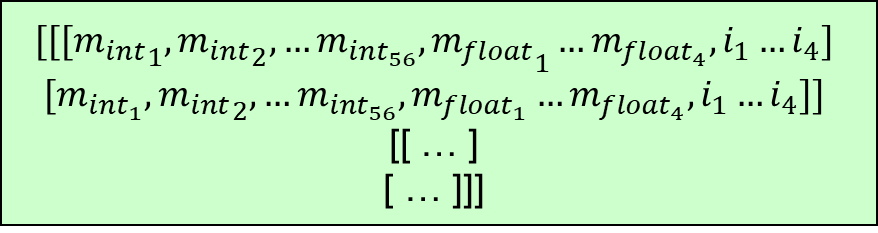 [[[m_{int_1}, m_{int_2}, … m_{int_{56}}, m_{float_1} … m_{float_4}, i_1 … i_4]
[m_{int_1}, m_{int_2}, … m_{int_{56}}, m_{float_1} … m_{float_4}, i_1 … i_4]]
[[ … ]
[ … ]]]